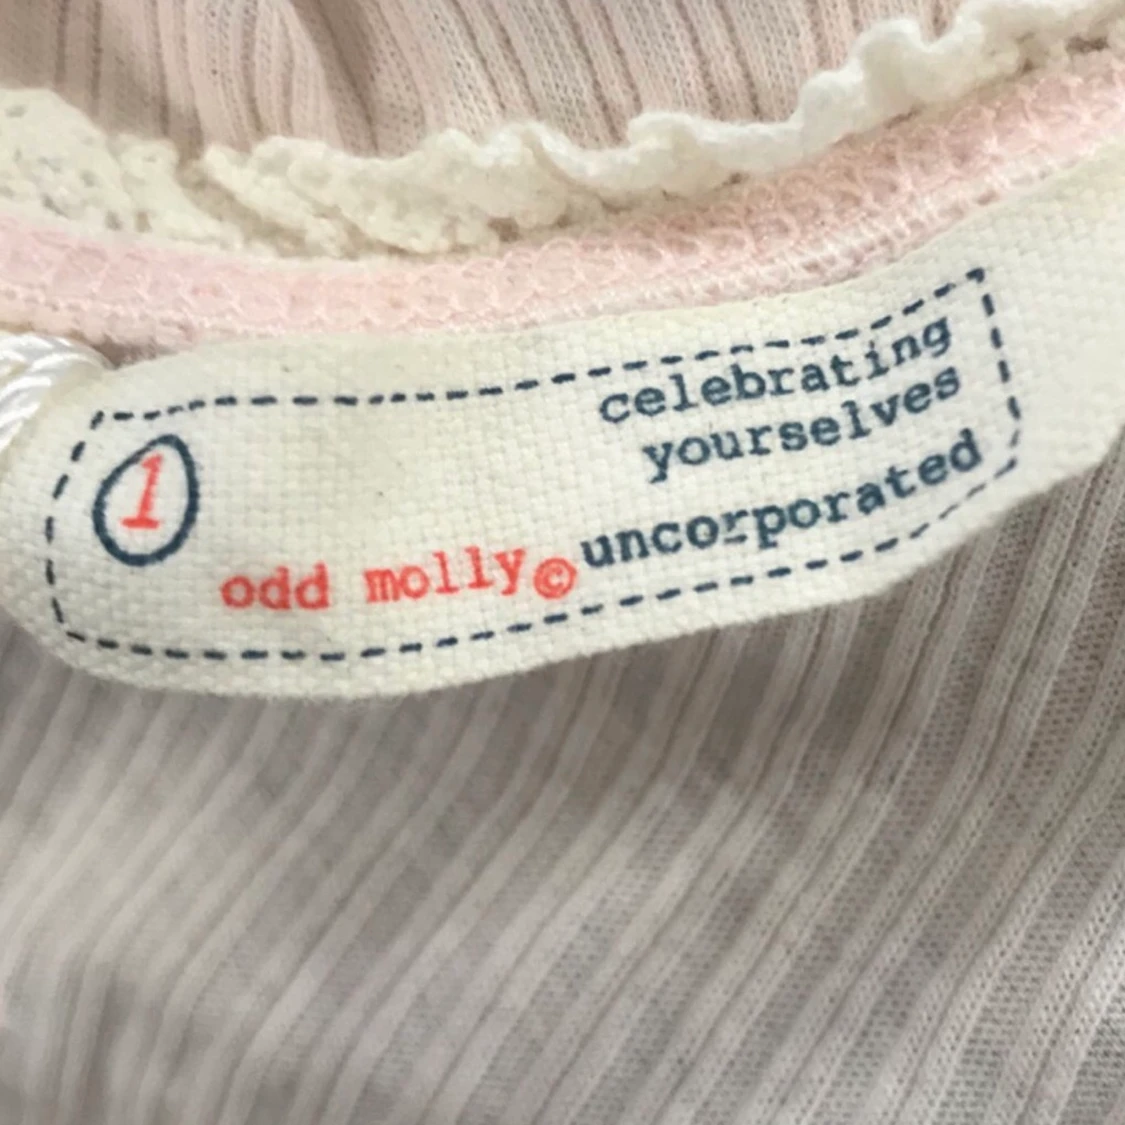 celebrating
yourselves
1
odd molly© uncorporated